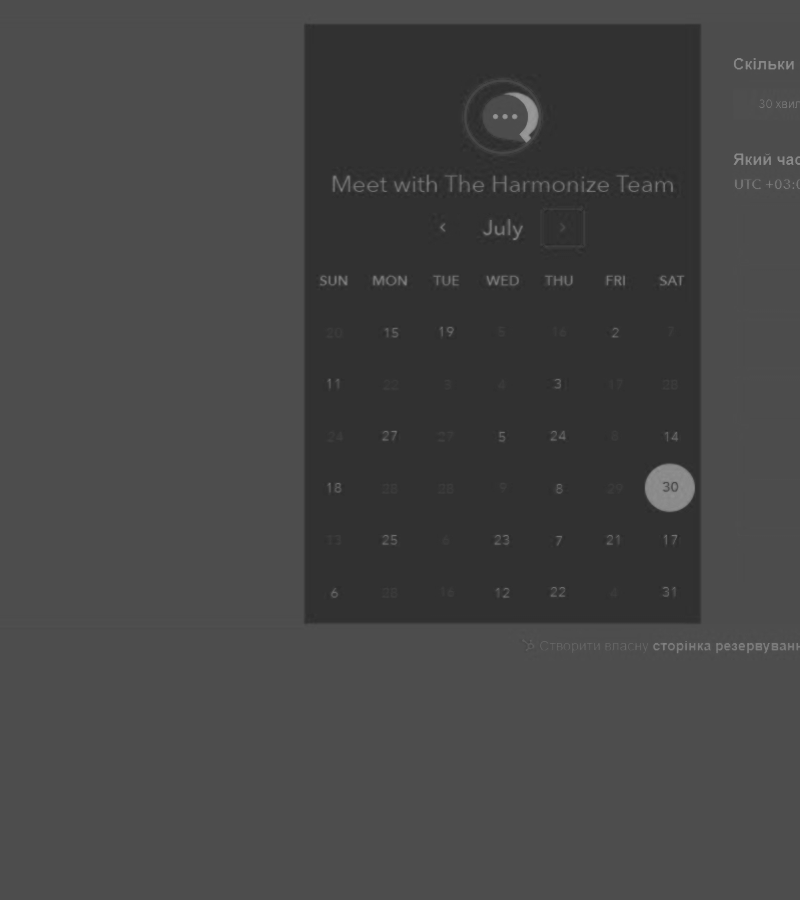 Meet with The Harmonize Team
July
SUN MON TUE WED THU FRI SAT
20 15 19 5 16 2 7
11 22 3 4 3 17 28
24 27 27 5 24 8 14
18 28 28 9 8 29 30
13 25 6 23 7 21 17
6 28 16 12 22 4 31
Скільки
30 хвил
Який час
UTC +03:0
Створити власну сторінка резервуванн